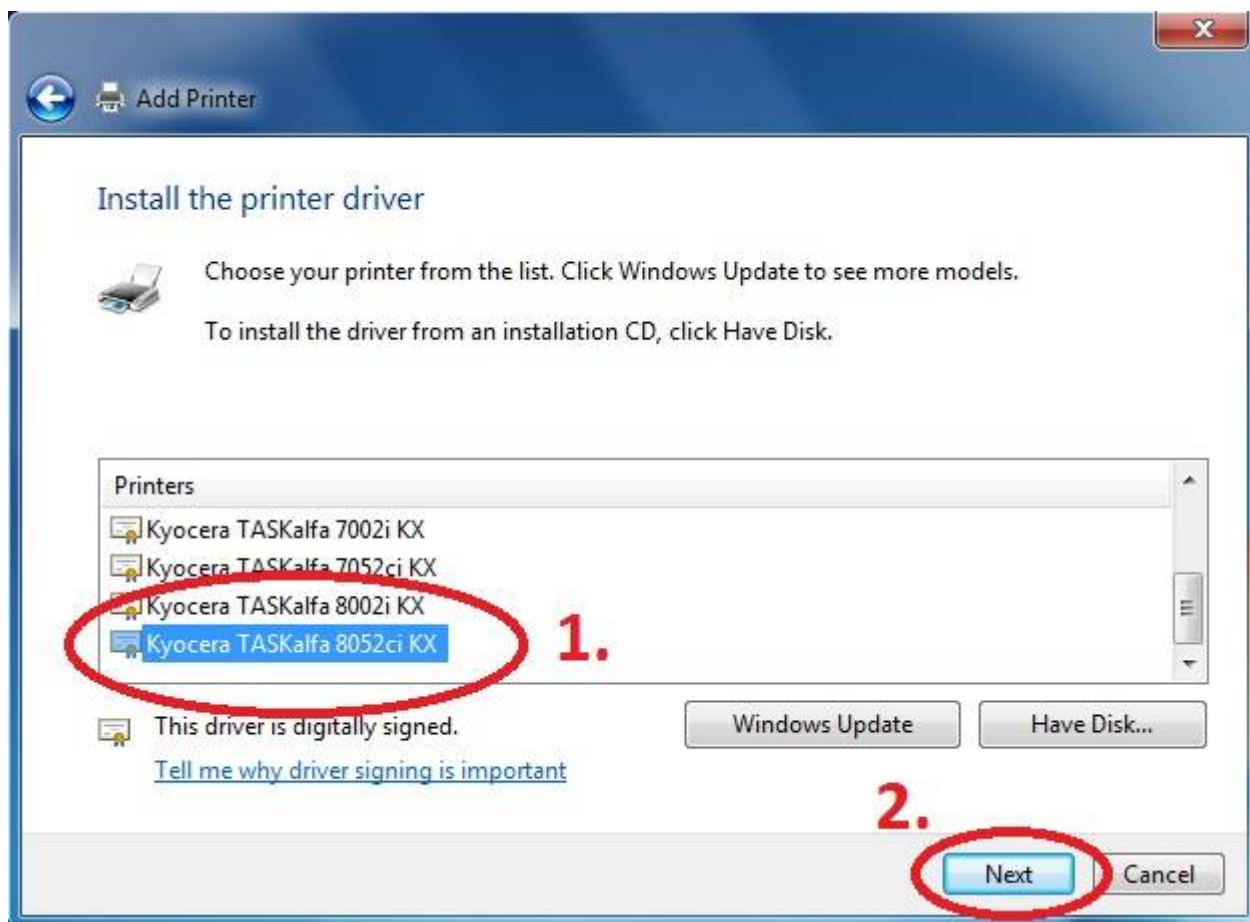 Add Printer
Install the printer driver
Choose your printer from the list. Click Windows Update to see more models.
To install the driver from an installation CD, click Have Disk.
Printers
Kyocera TASKalfa 7002i KX
Kyocera TASKalfa 7052ci KX
Kyocera TASKalfa 8002i KX
Kyocera TASKalfa 8052ci KX
1.
This driver is digitally signed.
Windows Update
Have Disk...
Tell me why driver signing is important
2.
Next
Cancel